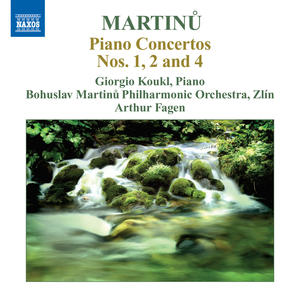 NAXOS
MARTINŮ
Piano Concertos
Nos. 1, 2 and 4
Giorgio Koukl, Piano
Bohuslav Martinů Philharmonic Orchestra, Zlín
Arthur Fagen